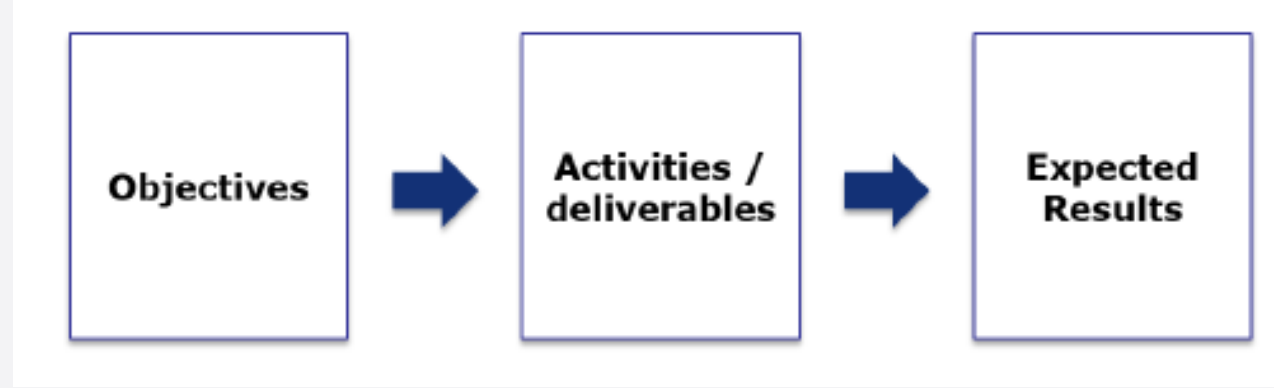 Objectives
Activities /
deliverables
Expected
Results